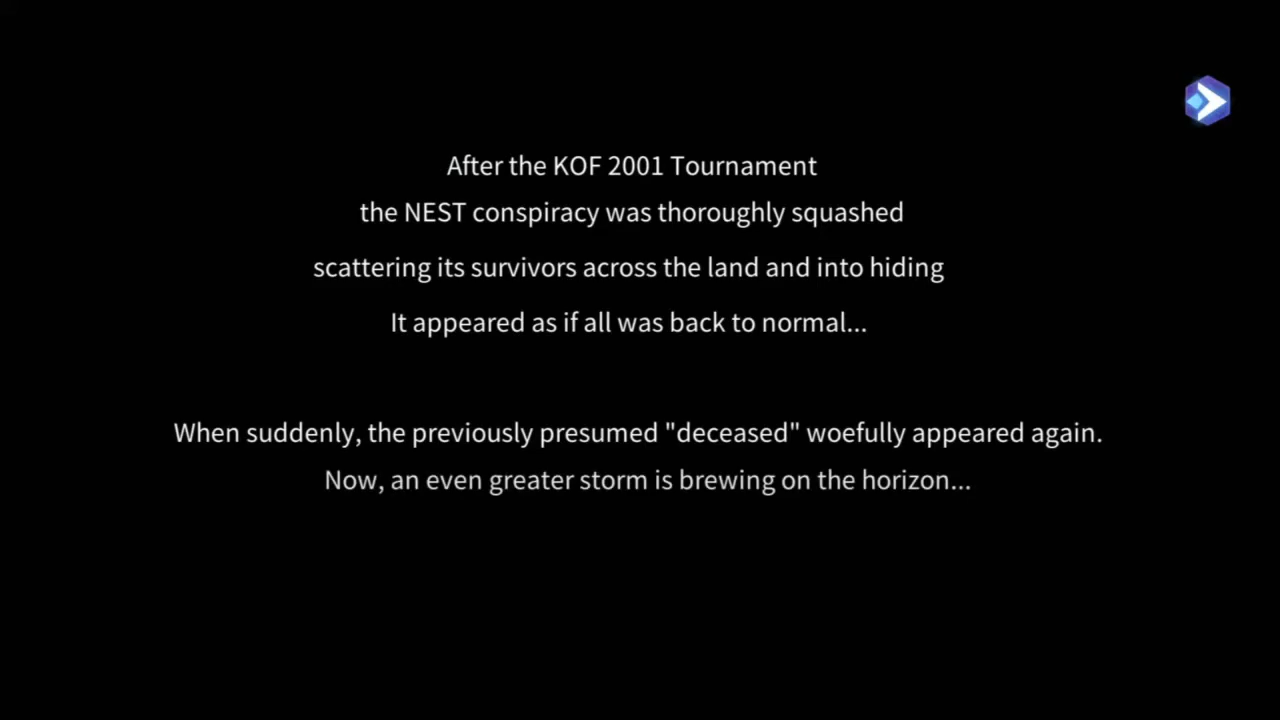 After the KOF 2001 Tournament
the NEST conspiracy was thoroughly squashed
scattering its survivors across the land and into hiding
It appeared as if all was back to normal...
When suddenly, the previously presumed "deceased" woefully appeared again.
Now, an even greater storm is brewing on the horizon...